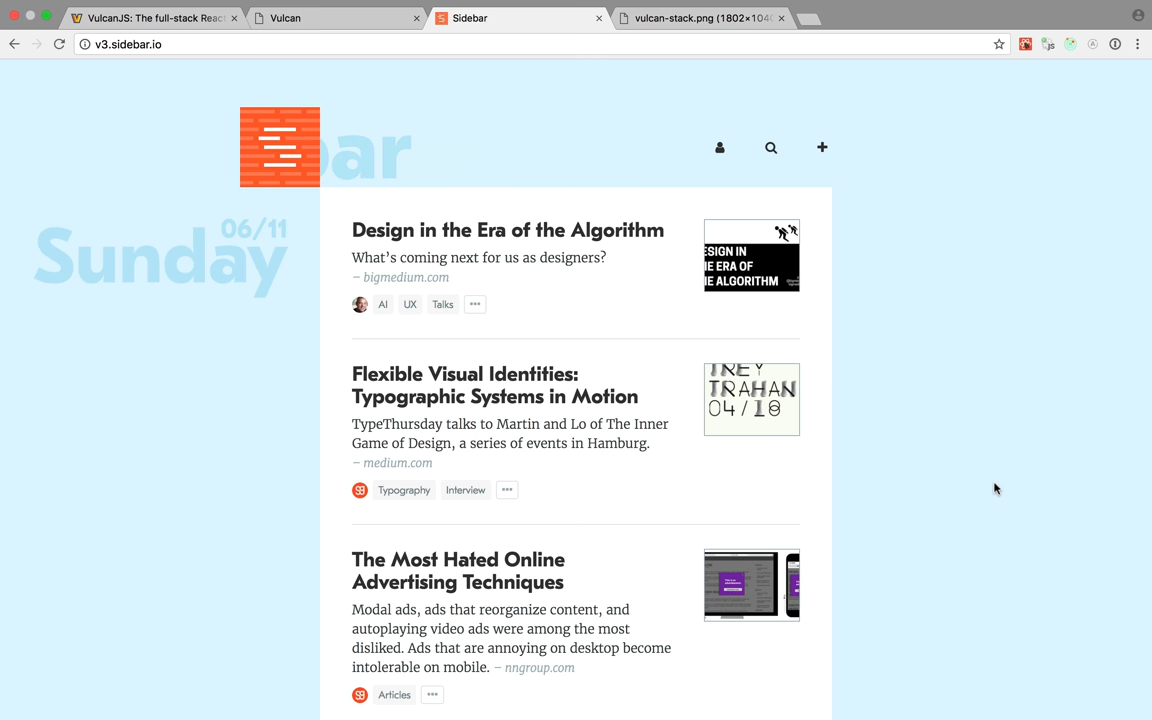 VulcanJS: The full-stack Reac
Vulcan
Sidebar
vulcan-stack.png (1802×104
v3.sidebar.io
js
bar
06/11
Sunday
Design in the Era of the Algorithm
What's coming next for us as designers?
– bigmedium.com
AI UX Talks •••
ESIGN IN
HE ERA OF
E ALGORITHM
Flexible Visual Identities:
Typographic Systems in Motion
TypeThursday talks to Martin and Lo of The Inner
Game of Design, a series of events in Hamburg.
– medium.com
Typography Interview •••
TREY
TRAHAN
04/18
The Most Hated Online
Advertising Techniques
Modal ads, ads that reorganize content, and
autoplaying video ads were among the most
disliked. Ads that are annoying on desktop become
intolerable on mobile. – nngroup.com
Articles •••